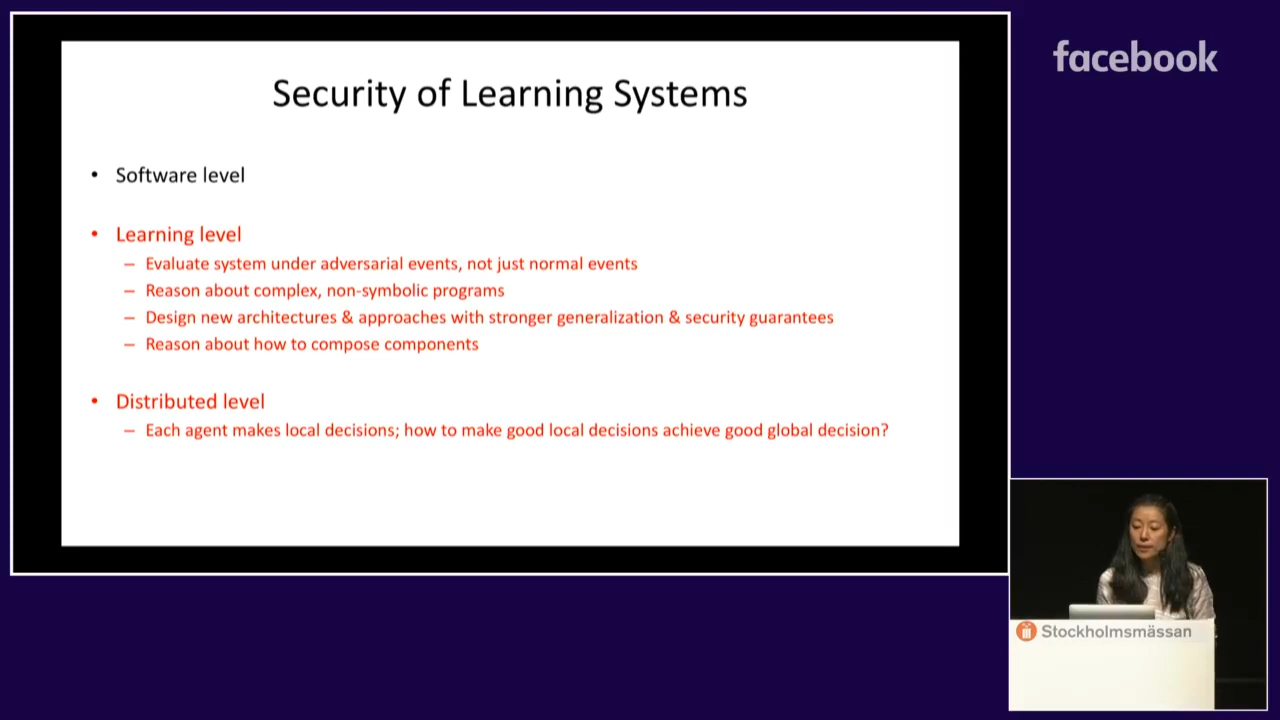 facebook
Security of Learning Systems
• Software level
• Learning level
– Evaluate system under adversarial events, not just normal events
– Reason about complex, non-symbolic programs
– Design new architectures & approaches with stronger generalization & security guarantees
– Reason about how to compose components
• Distributed level
– Each agent makes local decisions; how to make good local decisions achieve good global decision?
Stockholmsmässan